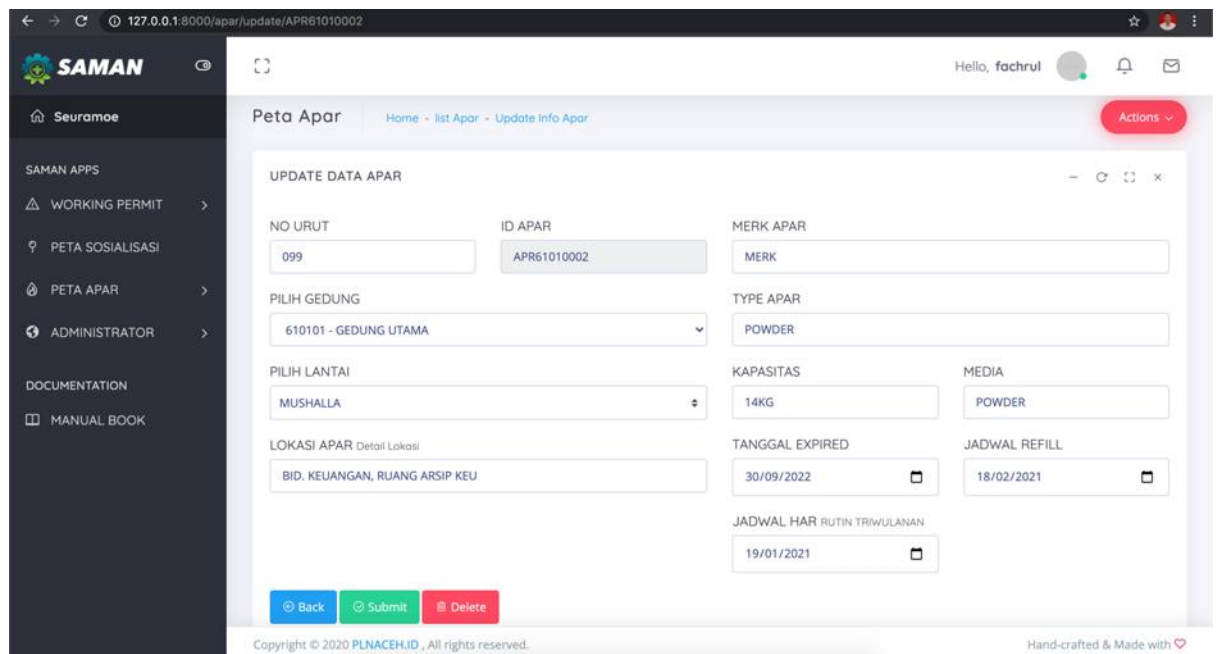 127.0.0.1:8000/apar/update/APR61010002
SAMAN
Hello, fachrul
Seuramoe
Peta Apar
Home - list Apar - Update Info Apar
Actions
SAMAN APPS
WORKING PERMIT
PETA SOSIALISASI
PETA APAR
ADMINISTRATOR
DOCUMENTATION
MANUAL BOOK
UPDATE DATA APAR
NO URUT
ID APAR
MERK APAR
099
APR61010002
MERK
PILIH GEDUNG
TYPE APAR
610101 - GEDUNG UTAMA
POWDER
PILIH LANTAI
KAPASITAS
MEDIA
MUSHALLA
14KG
POWDER
LOKASI APAR Detail Lokasi
TANGGAL EXPIRED
JADWAL REFILL
BID. KEUANGAN, RUANG ARSIP KEU
30/09/2022
18/02/2021
JADWAL HAR RUTIN TRIWULANAN
19/01/2021
Back
Submit
Delete
Copyright © 2020 PLNACEH.ID , All rights reserved.
Hand-crafted & Made with